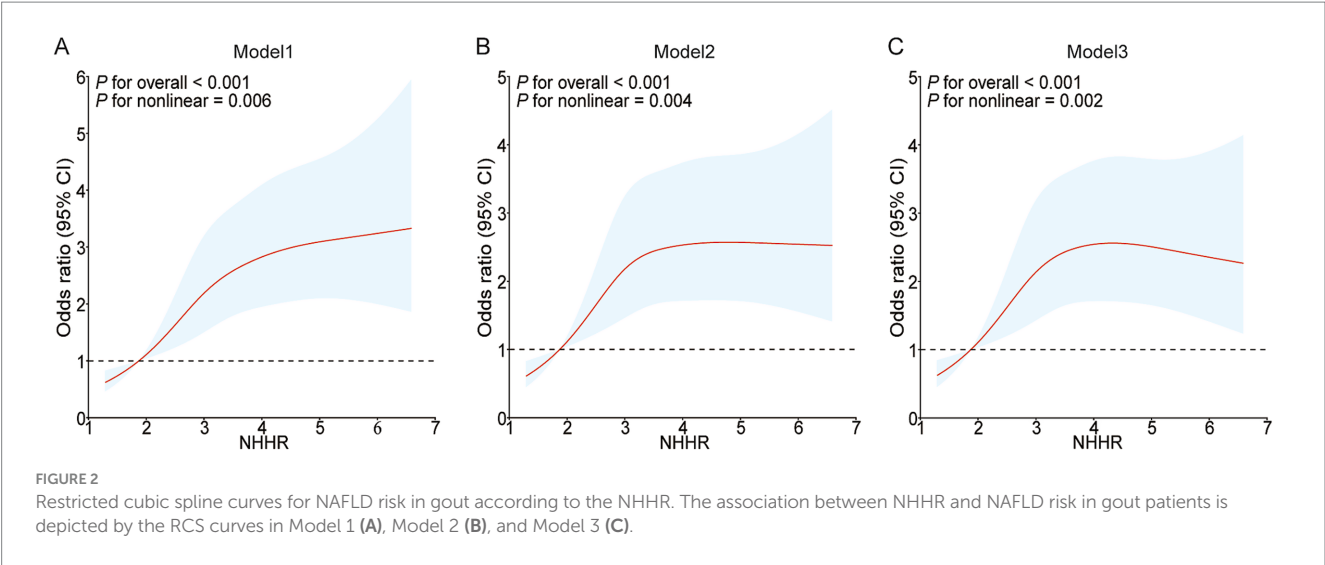 A
Model1
P for overall < 0.001
P for nonlinear = 0.006
Odds ratio (95% CI)
6
5
4
3
2
1
0
1 2 3 4 5 6 7
NHHR
B
Model2
P for overall < 0.001
P for nonlinear = 0.004
Odds ratio (95% CI)
5
4
3
2
1
0
1 2 3 4 5 6 7
NHHR
C
Model3
P for overall < 0.001
P for nonlinear = 0.002
Odds ratio (95% CI)
5
4
3
2
1
0
1 2 3 4 5 6 7
NHHR
FIGURE 2
Restricted cubic spline curves for NAFLD risk in gout according to the NHHR. The association between NHHR and NAFLD risk in gout patients is
depicted by the RCS curves in Model 1 (A), Model 2 (B), and Model 3 (C).